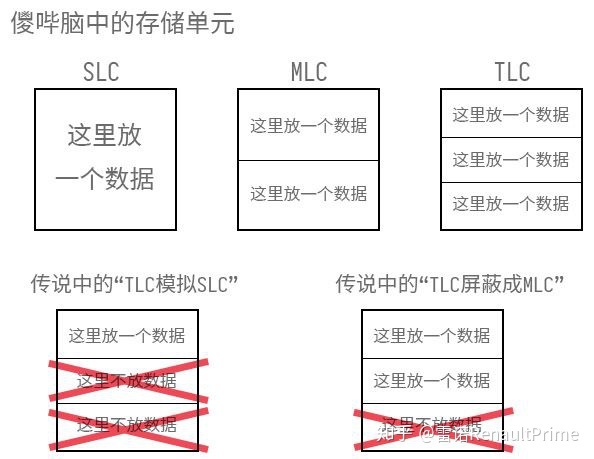 傻哔脑中的存储单元
SLC
MLC
TLC
这里放
一个数据
这里放一个数据
这里放一个数据
这里放一个数据
这里放一个数据
这里放一个数据
传说中的“TLC模拟SLC”
传说中的“TLC屏蔽成MLC”
这里放一个数据
这里不放数据
这里不放数据
这里放一个数据
这里放一个数据
这里不放数据
知乎 @雷诺RenaultPrime